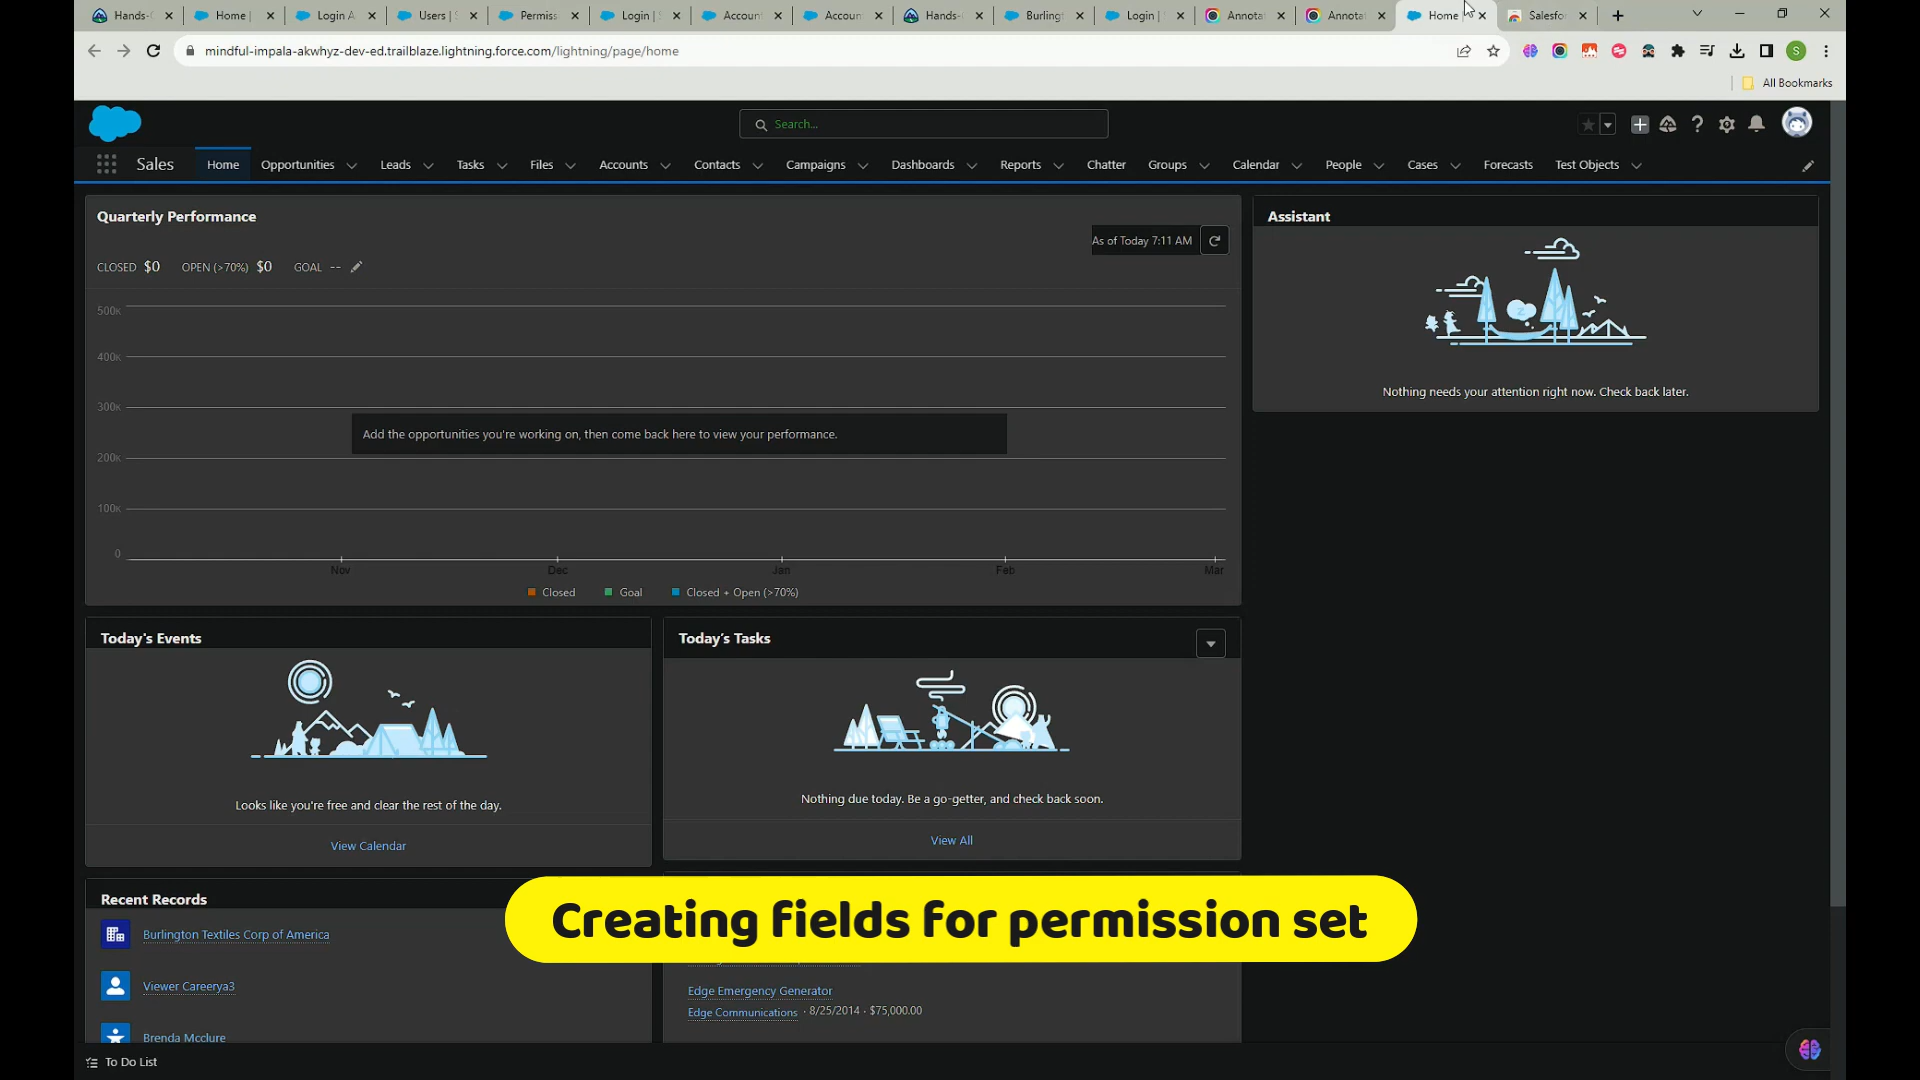 Hands-
Home |
Login A
Users | S
Permiss
Login | S
Accoun
Accoun
Hands-
Burling
Login |
Annota
Annota
Home
Salesfo
mindful-impala-akwhyz-dev-ed.trailblaze.lightning.force.com/lightning/page/home
S
All Bookmarks
Search...
Sales
Home
Opportunities
Leads
Tasks
Files
Accounts
Contacts
Campaigns
Dashboards
Reports
Chatter
Groups
Calendar
People
Cases
Forecasts
Test Objects
Quarterly Performance
As of Today 7:11 AM
CLOSED $0 OPEN (>70%) $0 GOAL --
500K
400K
300K
200K
100K
0
Add the opportunities you're working on, then come back here to view your performance.
Nov
Dec
Jan
Feb
Mar
Closed
Goal
Closed + Open (>70%)
Assistant
Nothing needs your attention right now. Check back later.
Today's Events
Looks like you're free and clear the rest of the day.
View Calendar
Today's Tasks
Nothing due today. Be a go-getter, and check back soon.
View All
Recent Records
Burlington Textiles Corp of America
Viewer Careerya3
Brenda Mcclure
Creating fields for permission set
Edge Emergency Generator
Edge Communications · 8/25/2014 · $75,000.00
To Do List